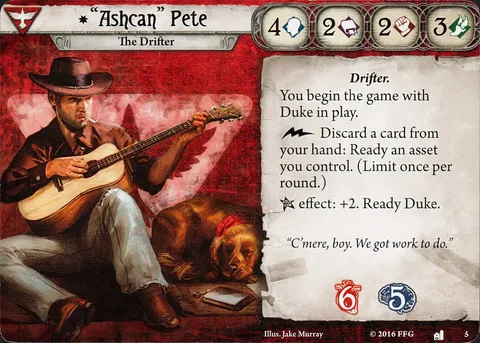 "Ashcan" Pete
The Drifter
4 2 2 3
Drifter.
You begin the game with
Duke in play.
Discard a card from
your hand: Ready an asset
you control. (Limit once per
round.)
effect: +2. Ready Duke.
"C'mere, boy. We got work to do."
6 5
Illus. Jake Murray © 2016 FFG 5